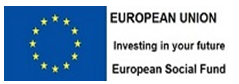 EUROPEAN UNION
Investing in your future
European Social Fund